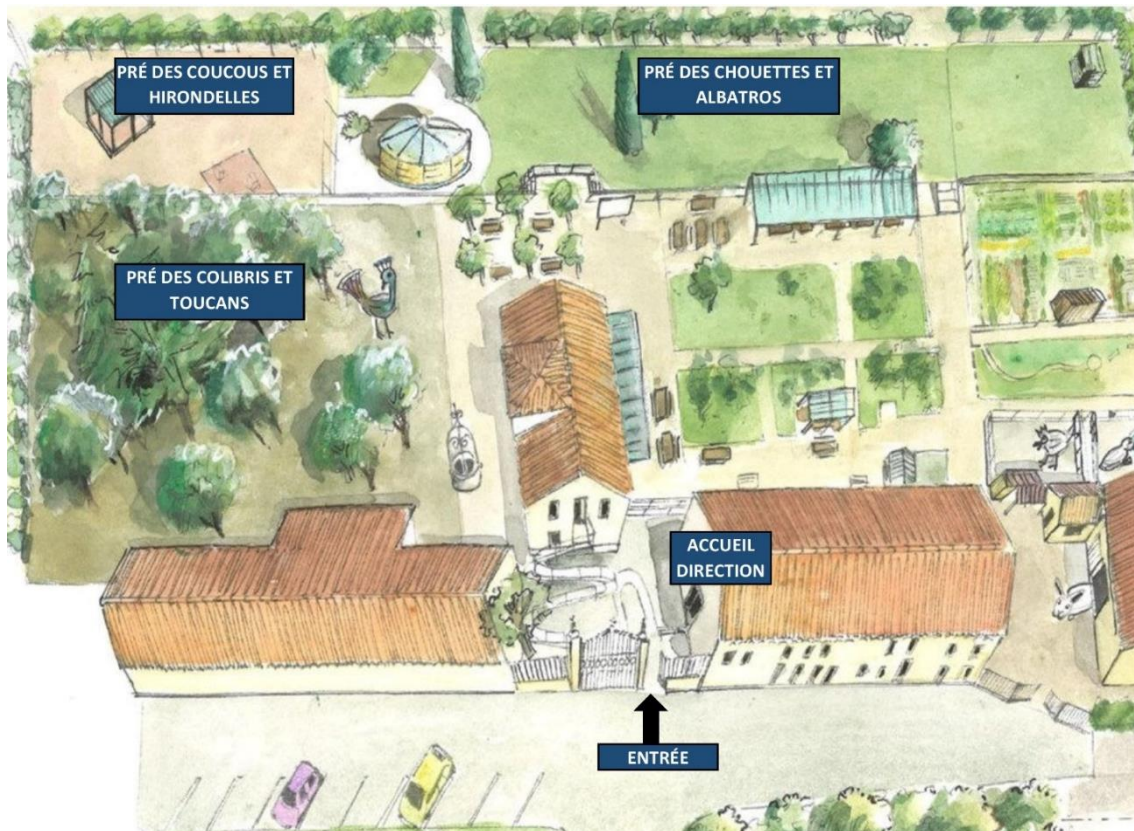 PRÉ DES COUCOUS ET
HIRONDELLES
PRÉ DES CHOUETTES ET
ALBATROS
PRÉ DES COLIBRIS ET
TOUCANS
ACCUEIL
DIRECTION
ENTRÉE